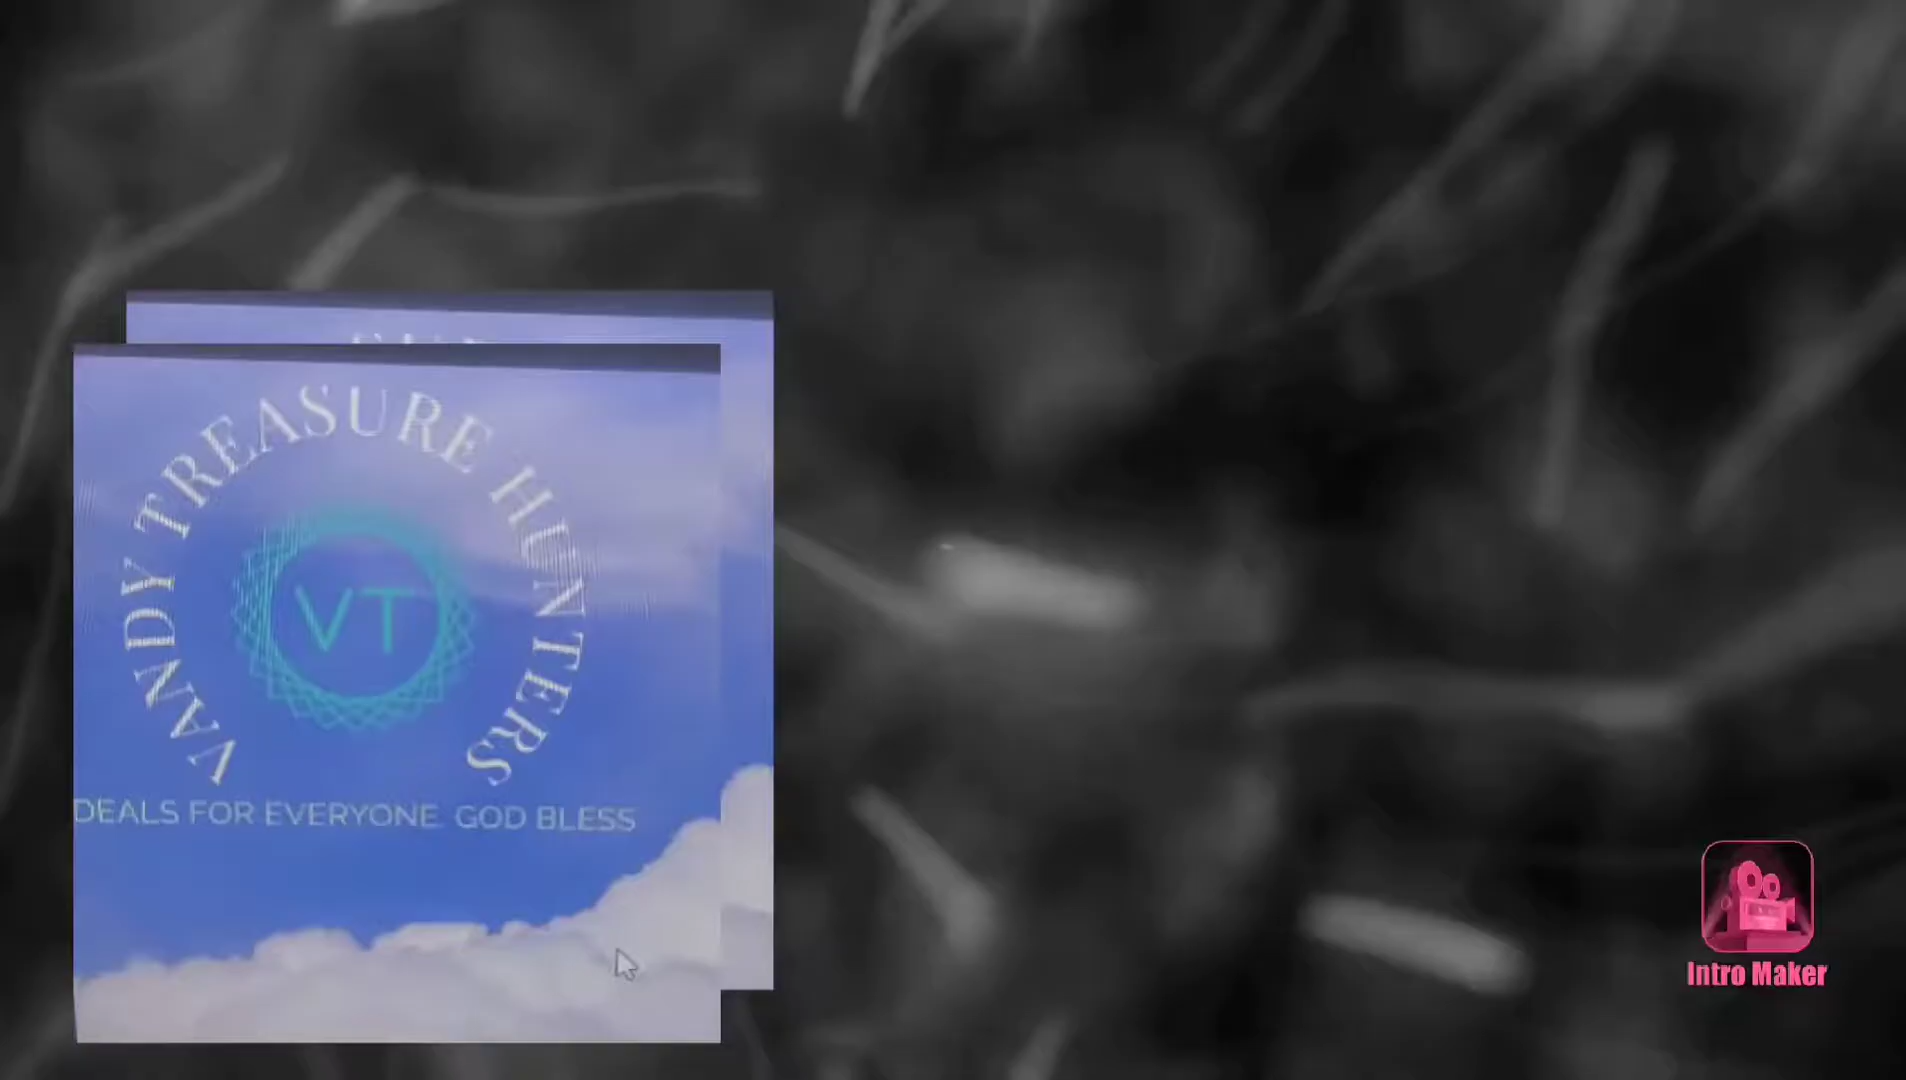 VANDY TREASURE HUNTERS
VT
DEALS FOR EVERYONE GOD BLESS
Intro Maker